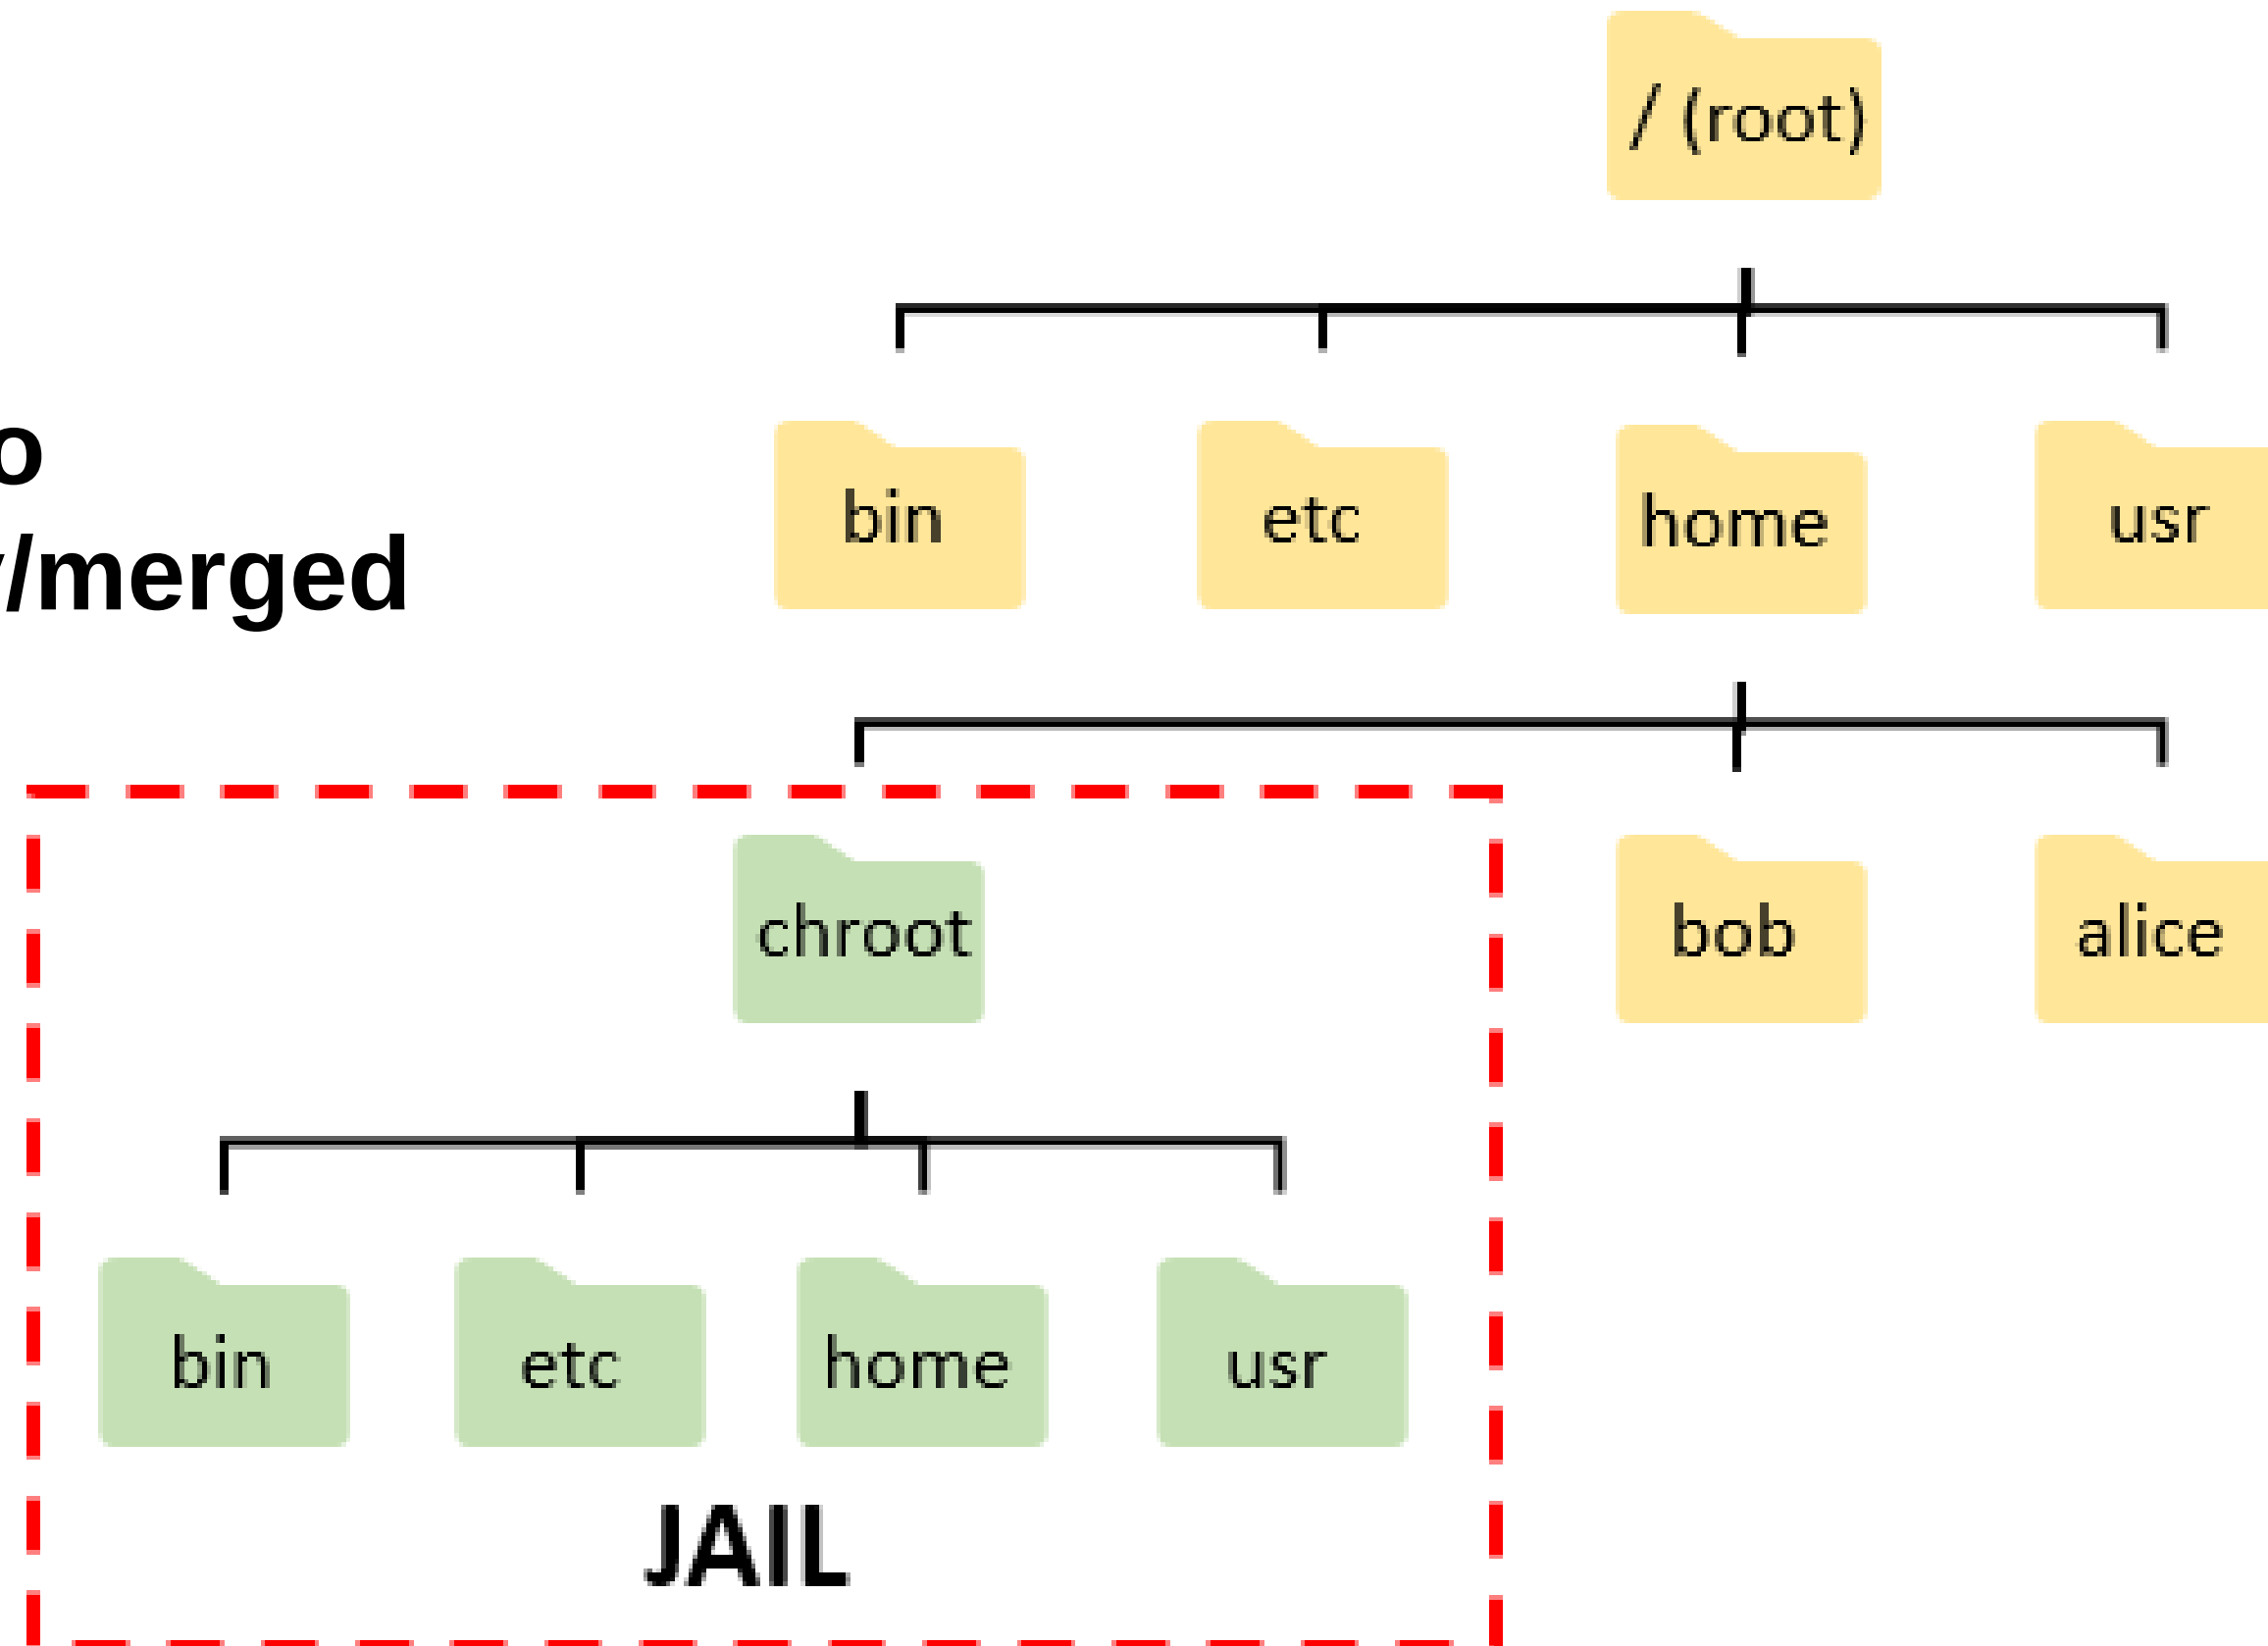 / (root)
o
/merged
bin etc home usr
chroot bob alice
bin etc home usr
JAIL